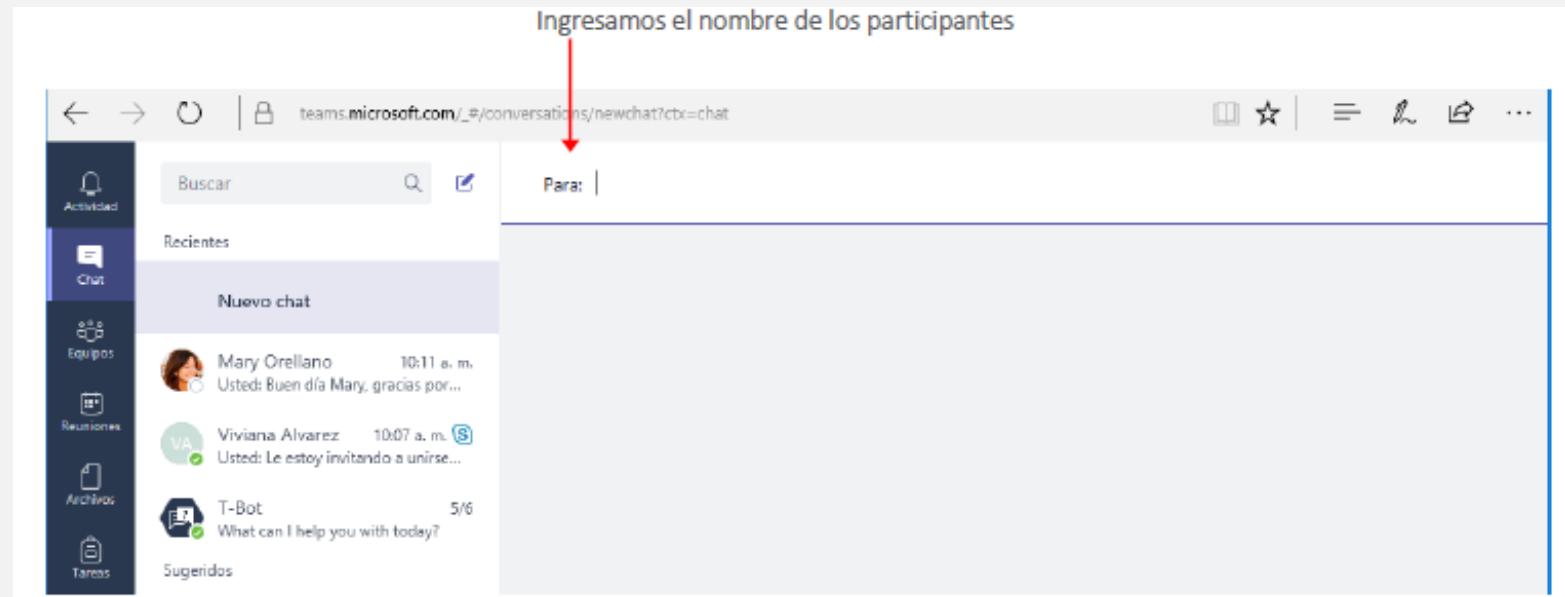 Ingresamos el nombre de los participantes
teams.microsoft.com/_#/conversations/newchat?ctx=chat
Actividad
Chat
Equipos
Reuniones
Archivos
Tareas
Buscar
Recientes
Nuevo chat
Mary Orellano 10:11 a. m.
Usted: Buen día Mary, gracias por...
VA
Viviana Alvarez 10:07 a. m. S
Usted: Le estoy invitando a unirse...
T-Bot 5/6
What can I help you with today?
Sugeridos
Para: